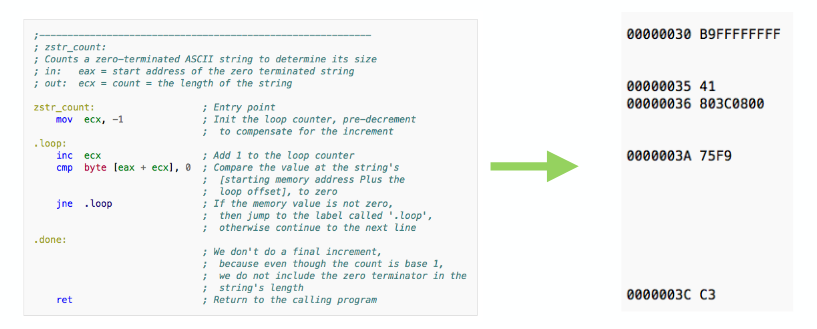 ;-------------------------------------------------------
; zstr_count:
; Counts a zero-terminated ASCII string to determine its size
; in:   eax = start address of the zero terminated string
; out:  ecx = count = the length of the string
zstr_count:                  ; Entry point
    mov  ecx, -1             ; Init the loop counter, pre-decrement
                             ;  to compensate for the increment
.loop:
    inc  ecx                 ; Add 1 to the loop counter
    cmp  byte [eax + ecx], 0 ; Compare the value at the string's
                             ;  [starting memory address Plus the
                             ;  loop offset], to zero
    jne  .loop               ; If the memory value is not zero,
                             ;  then jump to the label called '.loop',
                             ;  otherwise continue to the next line
.done:
                             ; We don't do a final increment,
                             ;  because even though the count is base 1,
                             ;  we do not include the zero terminator in the
                             ;  string's length
    ret                      ; Return to the calling program
00000030 B9FFFFFFFF
00000035 41
00000036 803C0800
0000003A 75F9
0000003C C3